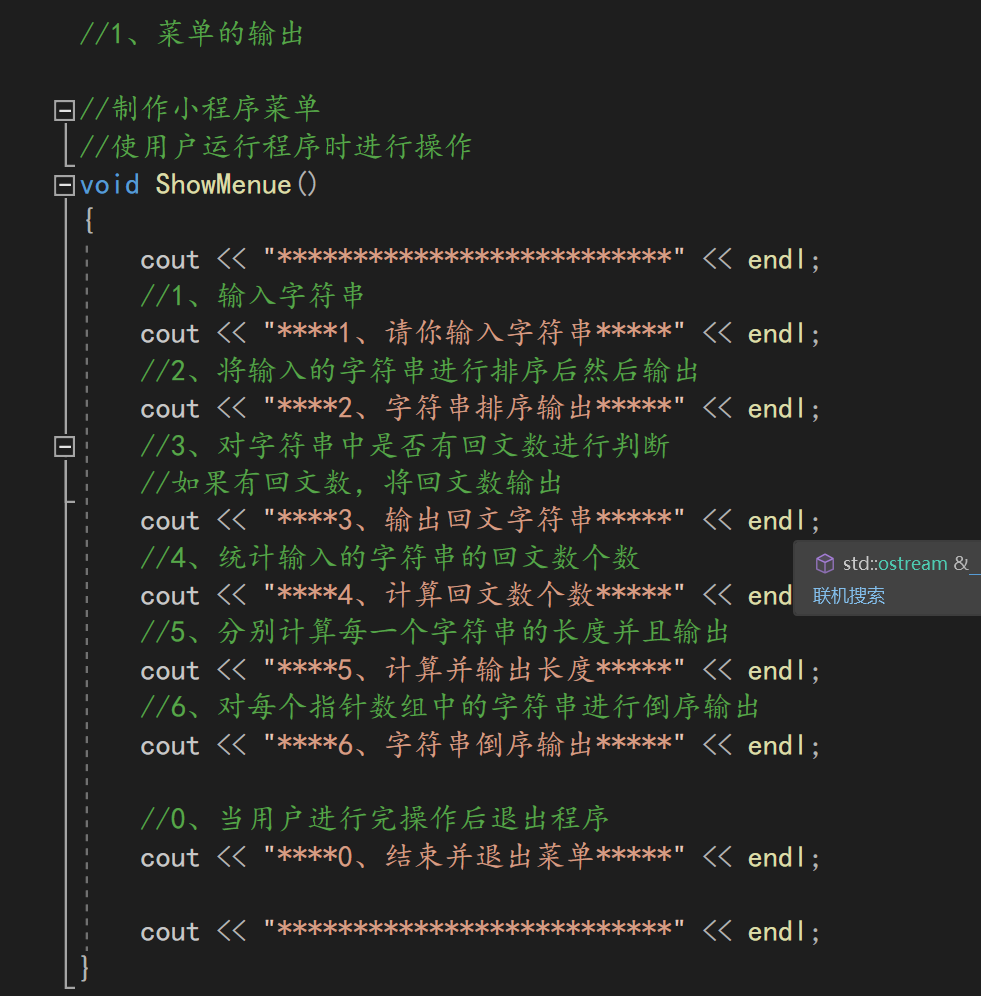 //1、菜单的输出
//制作小程序菜单
//使用户运行程序时进行操作
void ShowMenue()
{
cout << "**************************" << endl;
//1、输入字符串
cout << "****1、请你输入字符串*****" << endl;
//2、将输入的字符串进行排序后然后输出
cout << "****2、字符串排序输出*****" << endl;
//3、对字符串中是否有回文数进行判断
//如果有回文数，将回文数输出
cout << "****3、输出回文字符串*****" << endl;
//4、统计输入的字符串的回文数个数
cout << "****4、计算回文数个数*****" << end
std::ostream &_
联机搜索
//5、分别计算每一个字符串的长度并且输出
cout << "****5、计算并输出长度*****" << endl;
//6、对每个指针数组中的字符串进行倒序输出
cout << "****6、字符串倒序输出*****" << endl;
//0、当用户进行完操作后退出程序
cout << "****0、结束并退出菜单*****" << endl;
cout << "**************************" << endl;
}